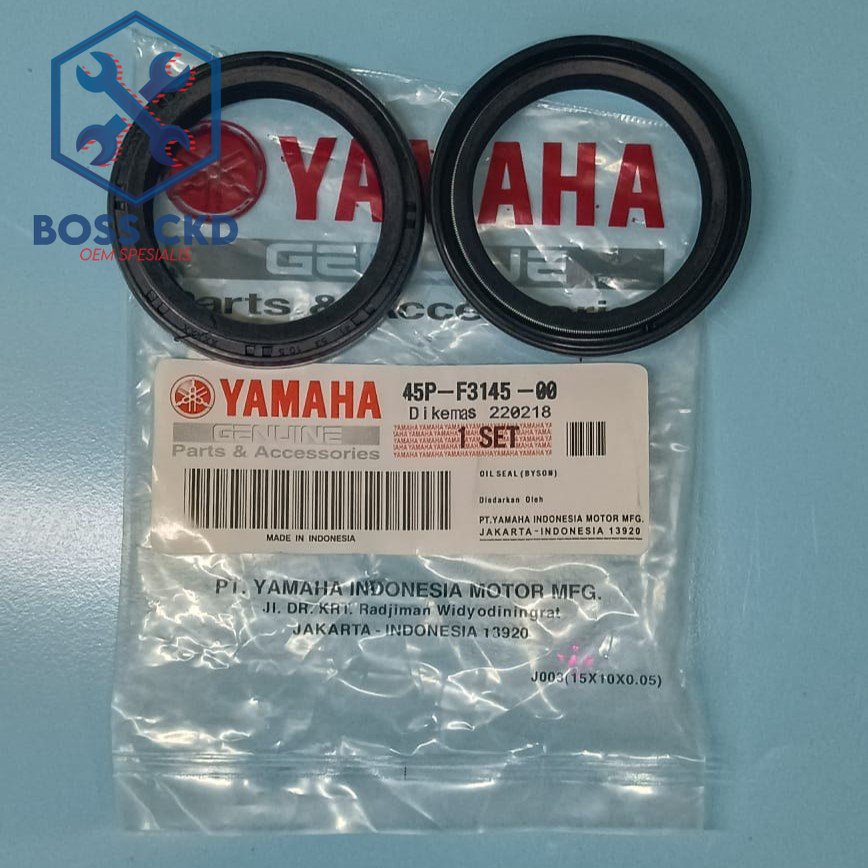 BOSS CKD
OEM SPESIALIS
YAMAHA
GENUINE
Parts & Accessori
YAMAHA
GENUINE
Parts & Accessories
45P-F3145-00
Dikemas 220218
1 SET
OIL SEAL(BYSON)
Diedarkan Oleh
PT.YAMAHA INDONESIA MOTOR MFG.
JAKARTA-INDONESIA 13920
MADE IN INDONESIA
PT. YAMAHA INDONESIA MOTOR MFG.
Jl. DR. KRT. Radjiman Widyodiningrat
JAKARTA - INDONESIA 13920
J003(15X10X0.05)